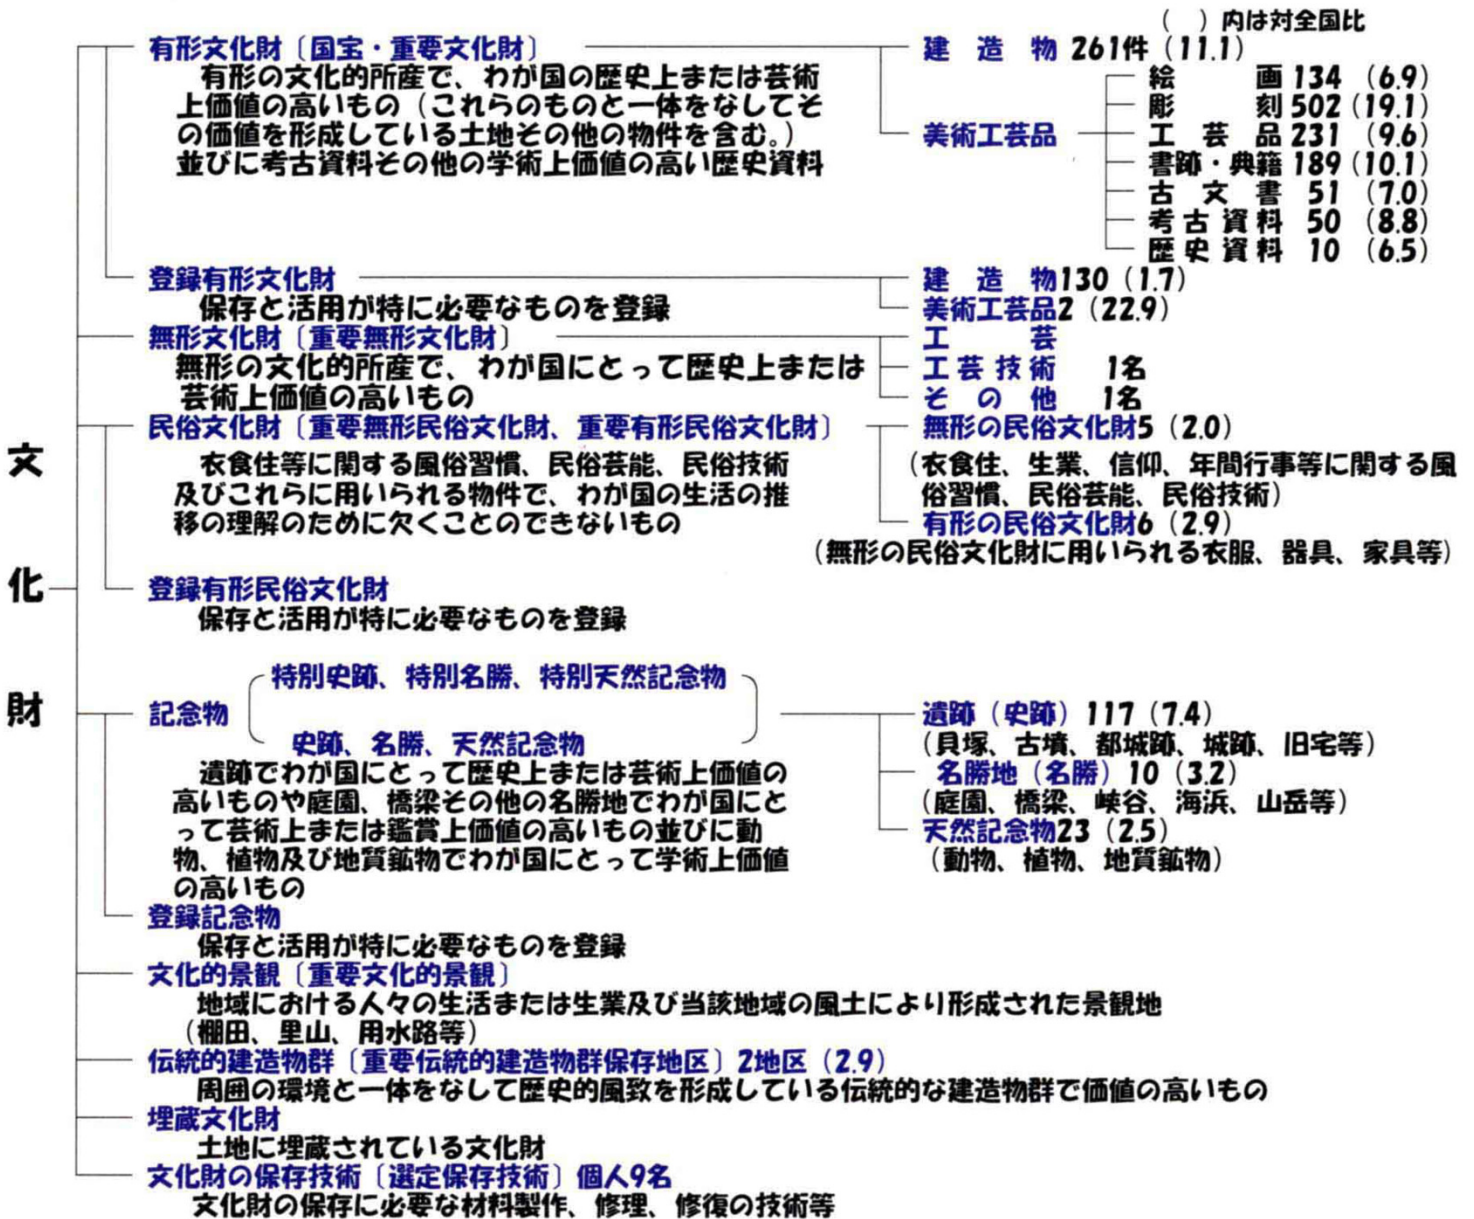 （　）内は対全国比
有形文化財〔国宝・重要文化財〕 建造物 261件（11.1）
有形の文化的所産で、わが国の歴史上または芸術
上価値の高いもの（これらのものと一体をなしてそ
の価値を形成している土地その他の物件を含む。）
並びに考古資料その他の学術上価値の高い歴史資料
美術工芸品
絵画 134（6.9）
彫刻 502（19.1）
工芸品 231（9.6）
書跡・典籍 189（10.1）
古文書 51（7.0）
考古資料 50（8.8）
歴史資料 10（6.5）
登録有形文化財 建造物130（1.7）
保存と活用が特に必要なものを登録 美術工芸品2（22.9）
無形文化財〔重要無形文化財〕 工芸
無形の文化的所産で、わが国にとって歴史上または 工芸技術 1名
芸術上価値の高いもの その他 1名
民俗文化財〔重要無形民俗文化財、重要有形民俗文化財〕 無形の民俗文化財5（2.0）
衣食住等に関する風俗習慣、民俗芸能、民俗技術
及びこれらに用いられる物件で、わが国の生活の推
移の理解のために欠くことのできないもの
（衣食住、生業、信仰、年間行事等に関する風
俗習慣、民俗芸能、民俗技術）
有形の民俗文化財6（2.9）
（無形の民俗文化財に用いられる衣服、器具、家具等）
文化財
登録有形民俗文化財
保存と活用が特に必要なものを登録
特別史跡、特別名勝、特別天然記念物
記念物
史跡、名勝、天然記念物
遺跡でわが国にとって歴史上または芸術上価値の
高いものや庭園、橋梁その他の名勝地でわが国にと
って芸術上または鑑賞上価値の高いもの並びに動
物、植物及び地質鉱物でわが国にとって学術上価値
の高いもの
遺跡（史跡）117（7.4）
（貝塚、古墳、都城跡、城跡、旧宅等）
名勝地（名勝）10（3.2）
（庭園、橋梁、峡谷、海浜、山岳等）
天然記念物23（2.5）
（動物、植物、地質鉱物）
登録記念物
保存と活用が特に必要なものを登録
文化的景観〔重要文化的景観〕
地域における人々の生活または生業及び当該地域の風土により形成された景観地
（棚田、里山、用水路等）
伝統的建造物群〔重要伝統的建造物群保存地区〕2地区（2.9）
周囲の環境と一体をなして歴史的風致を形成している伝統的な建造物群で価値の高いもの
埋蔵文化財
土地に埋蔵されている文化財
文化財の保存技術〔選定保存技術〕個人9名
文化財の保存に必要な材料製作、修理、修復の技術等